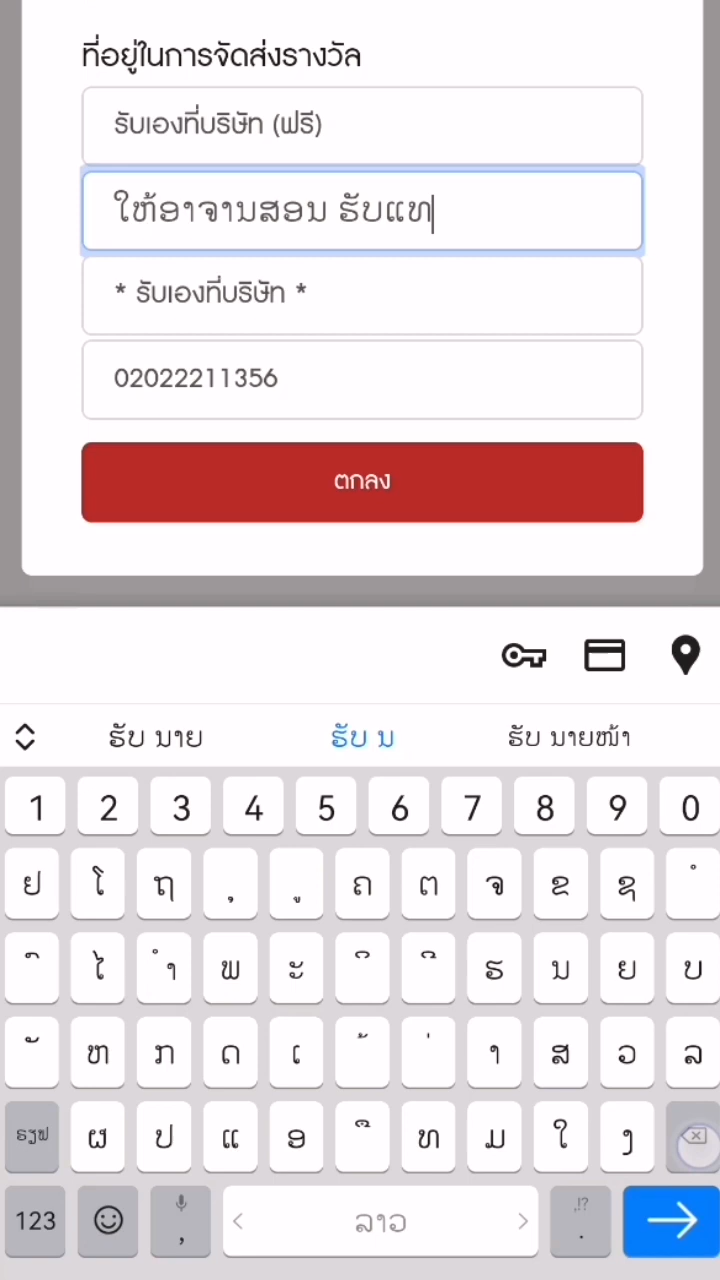 ที่อยู่ในการจัดส่งรางวัล
รับเองที่บริษัท (ฟรี)
ໃຫ້ອາຈານສອນ ຮັບແທ
* รับเองที่บริษัท *
02022211356
ตกลง
ຮັບ ນາຍ ຮັບ ນ ຮັບ ນາຍໜ້າ
1 2 3 4 5 6 7 8 9 0
ຢ ໂ ຖ ຸ ູ ຄ ຕ ຈ ຂ ຊ ໍ
ົ ໄ ຳ ພ ະ ິ ີ ຮ ນ ຍ ບ
ັ ຫ ກ ດ ເ ້ ່ າ ສ ວ ລ
ຣຽຟ ຜ ປ ແ ອ ື ທ ມ ໃ ງ
123 , < ລາວ > ,!? .